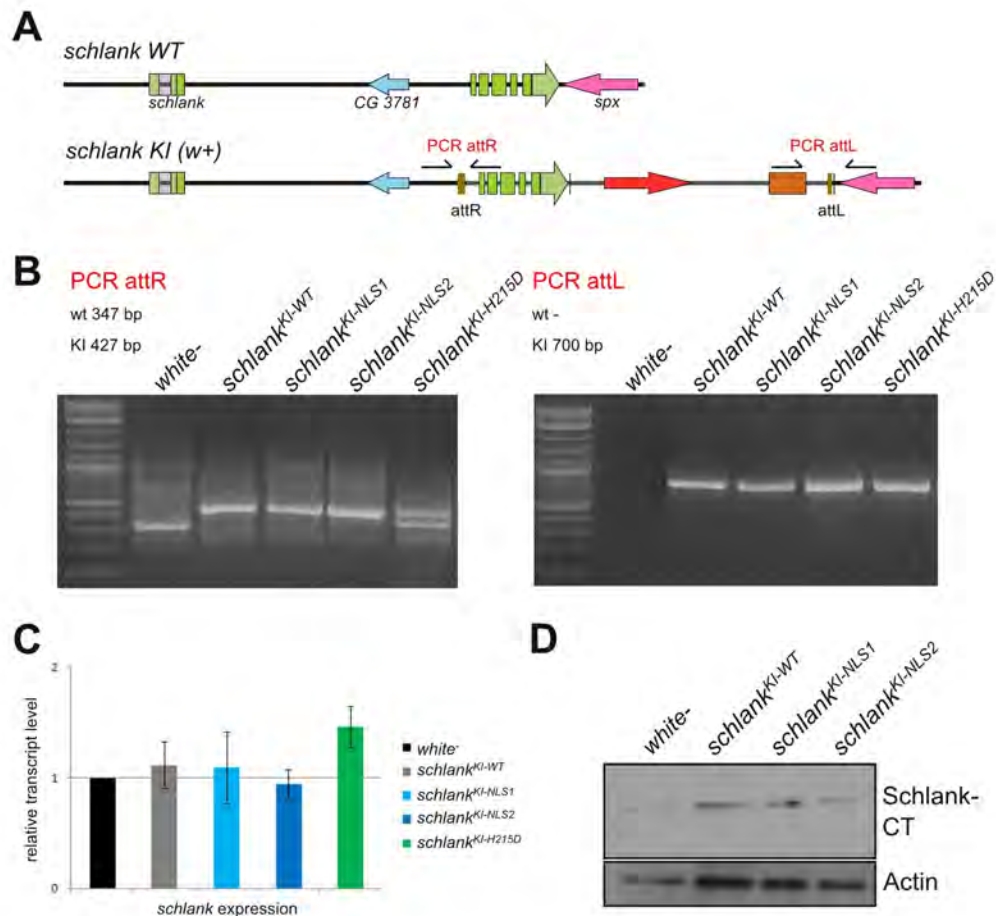 A
schlank WT
schlank
CG 3781
spx
schlank KI (w+)
PCR attR
PCR attL
attR
attL
B
PCR attR
wt 347 bp
KI 427 bp
white-
schlankKI-WT
schlankKI-NLS1
schlankKI-NLS2
schlankKI-H215D
PCR attL
wt -
KI 700 bp
white-
schlankKI-WT
schlankKI-NLS1
schlankKI-NLS2
schlankKI-H215D
C
relative transcript level
2
1
0
schlank expression
white-
schlankKI-WT
schlankKI-NLS1
schlankKI-NLS2
schlankKI-H215D
D
white-
schlankKI-WT
schlankKI-NLS1
schlankKI-NLS2
Schlank-
CT
Actin